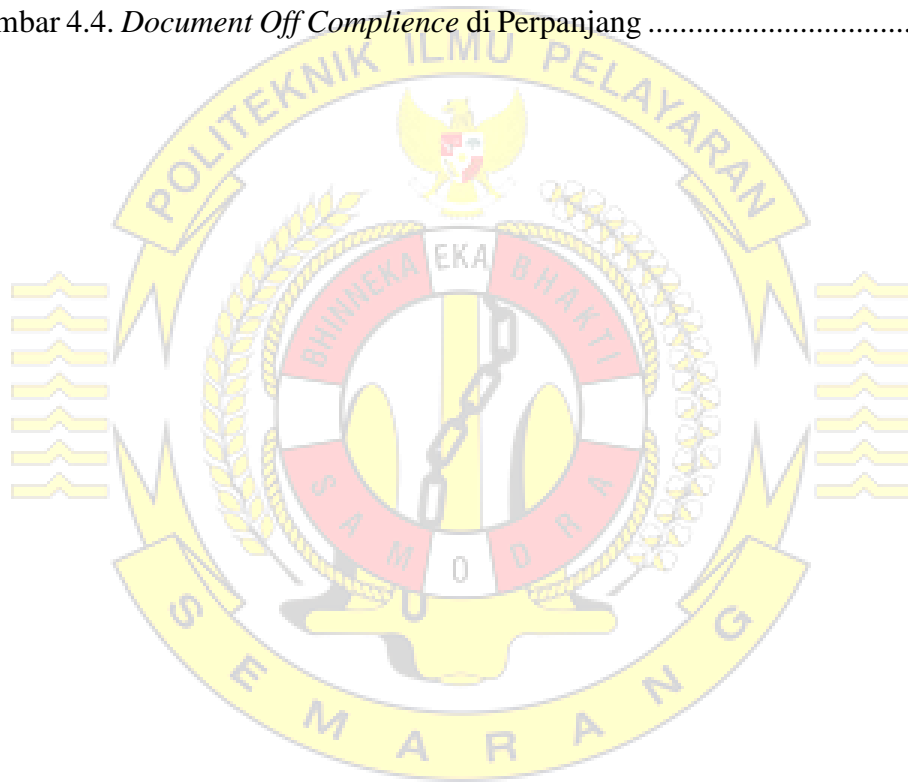 mbar 4.4. Document Off Complience di Perpanjang ................................
POLITEKNIK ILMU PELAYARAN
BHINNEKA EKA BHAKTI
SAMODRA
SEMARANG